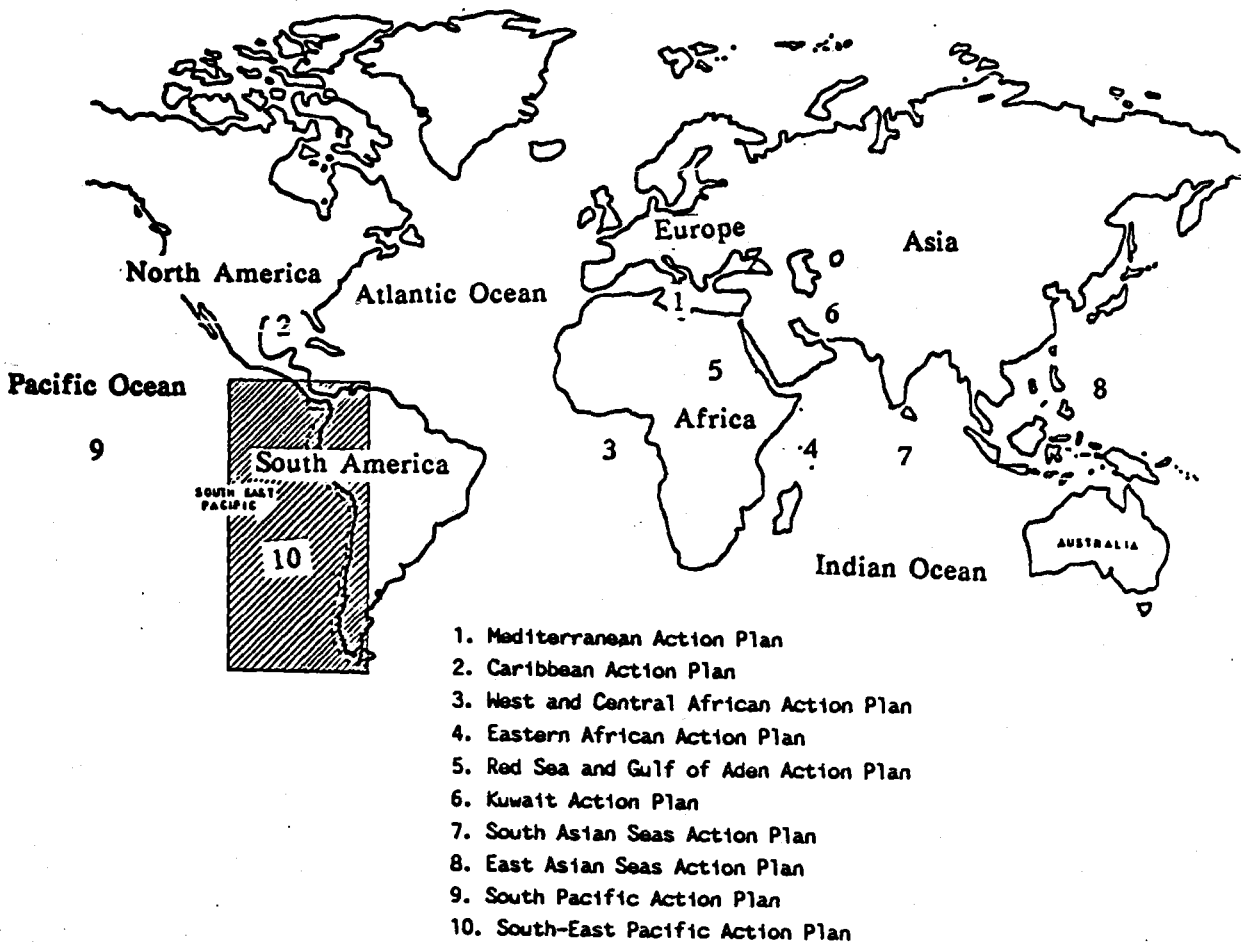 Europe
Asia
North America
Atlantic Ocean
1
2
6
Pacific Ocean
5
8
Africa
9
3
4
7
South America
SOUTH EAST
PACIFIC
10
AUSTRALIA
Indian Ocean
1. Mediterranean Action Plan
2. Caribbean Action Plan
3. West and Central African Action Plan
4. Eastern African Action Plan
5. Red Sea and Gulf of Aden Action Plan
6. Kuwait Action Plan
7. South Asian Seas Action Plan
8. East Asian Seas Action Plan
9. South Pacific Action Plan
10. South-East Pacific Action Plan